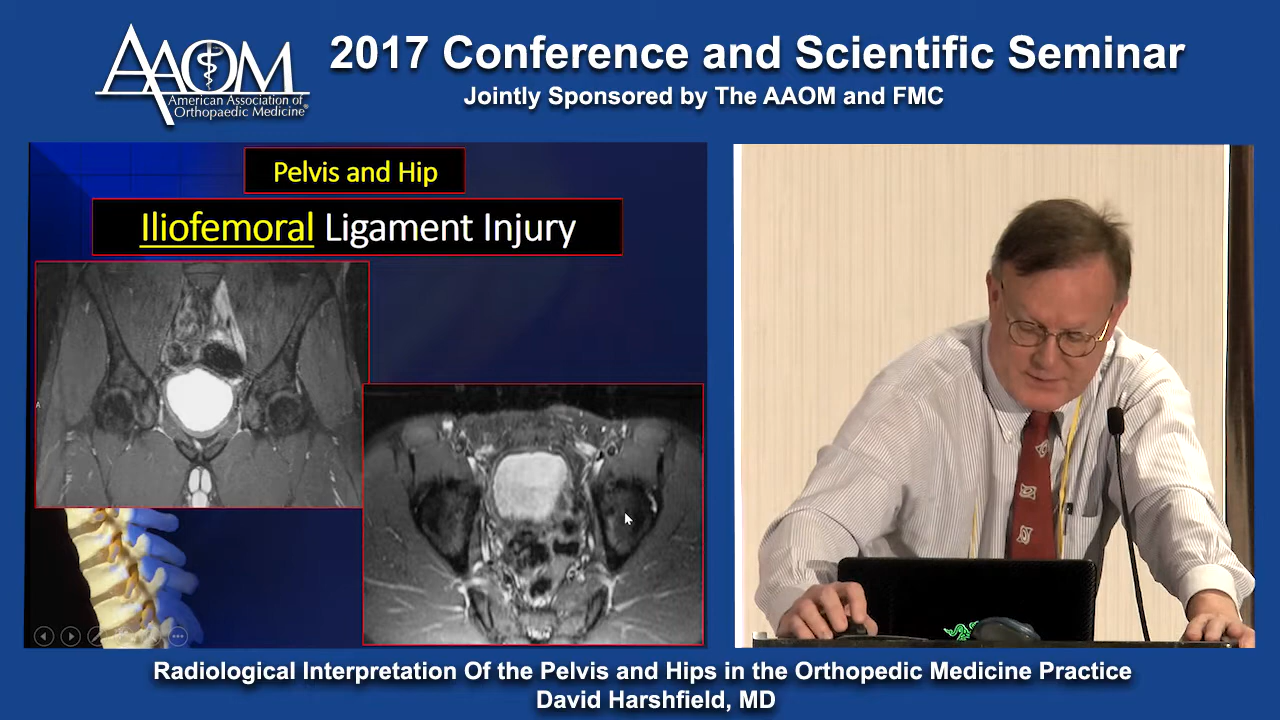 AAOM
American Association of
Orthopaedic Medicine®
2017 Conference and Scientific Seminar
Jointly Sponsored by The AAOM and FMC
Pelvis and Hip
Iliofemoral Ligament Injury
A
Radiological Interpretation Of the Pelvis and Hips in the Orthopedic Medicine Practice
David Harshfield, MD